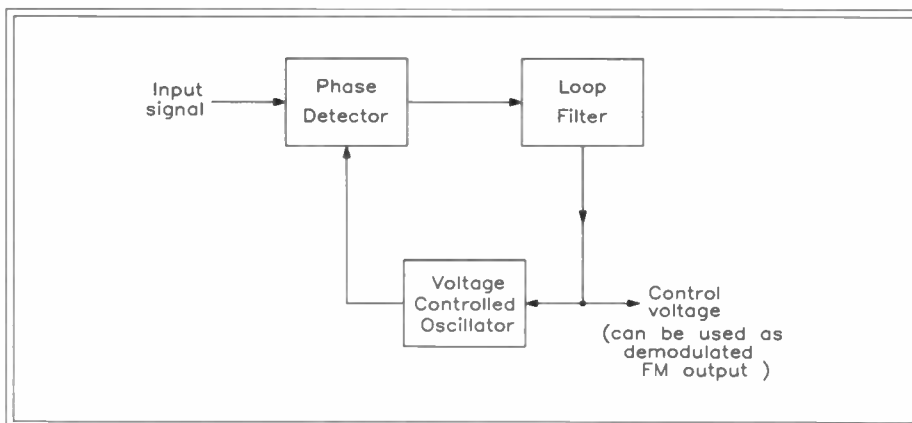 Input
signal
Phase
Detector
Loop
Filter
Voltage
Controlled
Oscillator
Control
voltage
(can be used as
demodulated
FM output )